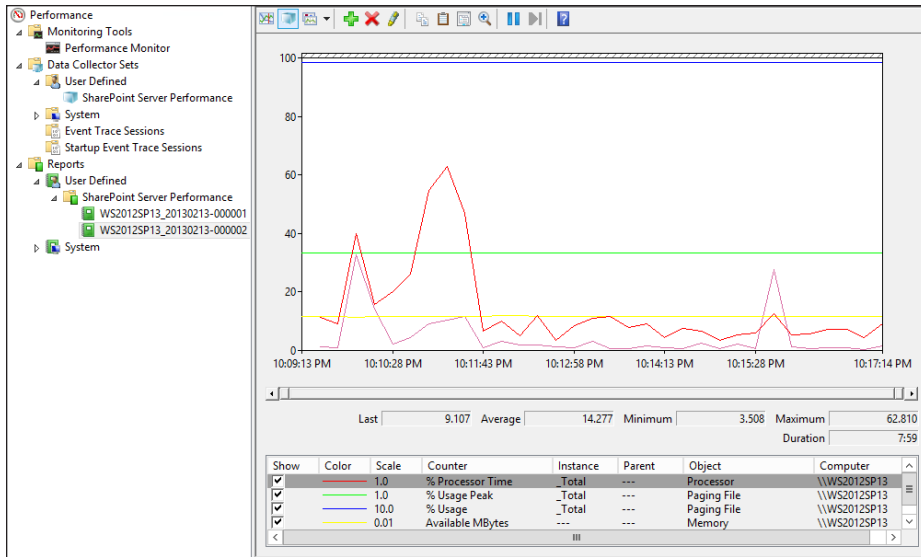 Performance
Monitoring Tools
Performance Monitor
Data Collector Sets
User Defined
SharePoint Server Performance
System
Event Trace Sessions
Startup Event Trace Sessions
Reports
User Defined
SharePoint Server Performance
WS2012SP13_20130213-000001
WS2012SP13_20130213-000002
System
100
80
60
40
20
0
10:09:13 PM 10:10:28 PM 10:11:43 PM 10:12:58 PM 10:14:13 PM 10:15:28 PM 10:17:14 PM
Last 9.107 Average 14.277 Minimum 3.508 Maximum 62.810
Duration 7:59
Show Color Scale Counter Instance Parent Object Computer
1.0 % Processor Time _Total --- Processor \\WS2012SP13
1.0 % Usage Peak _Total --- Paging File \\WS2012SP13
10.0 % Usage _Total --- Paging File \\WS2012SP13
0.01 Available MBytes --- --- Memory \\WS2012SP13